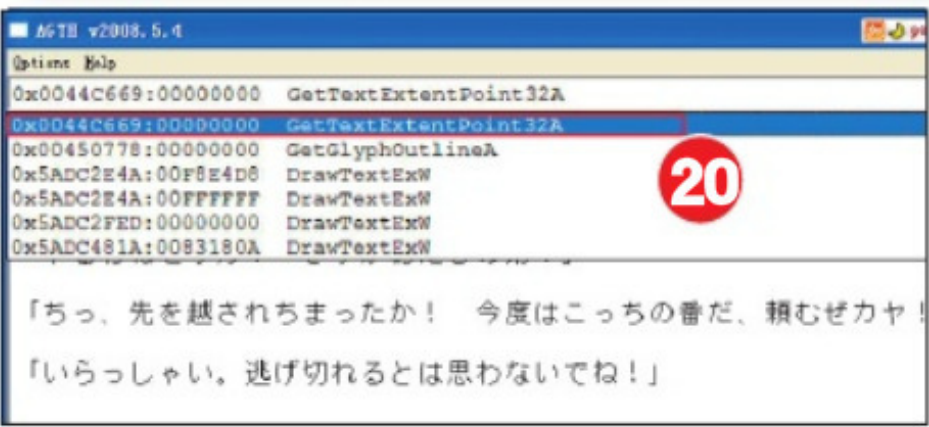 AGTH v2008.5.4
Options Help
0x0044C669:00000000 GetTextExtentPoint32A
0x0044C669:00000000 GetTextExtentPoint32A
0x00450778:00000000 GetGlyphOutlineA
0x5ADC2E4A:00F8E4D8 DrawTextExW
0x5ADC2E4A:00FFFFFF DrawTextExW
0x5ADC2FED:00000000 DrawTextExW
0x5ADC481A:0083180A DrawTextExW
20
「ちっ、先を越されちまったか！　今度はこっちの番だ、頼むぜカヤ！
「いらっしゃい。逃げ切れるとは思わないでね！」